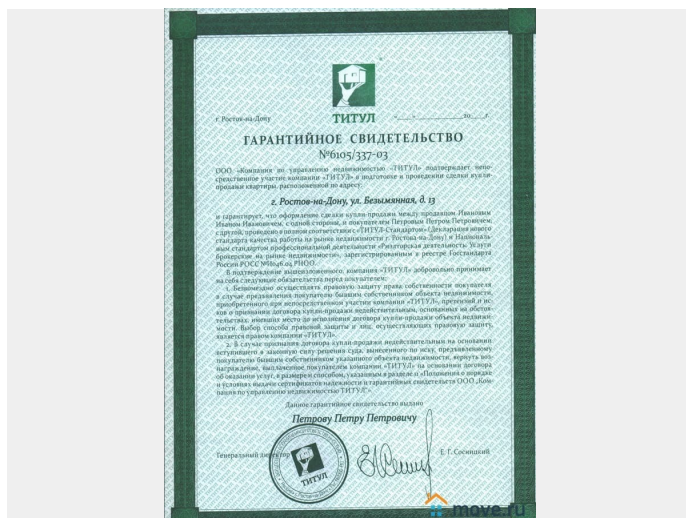 ТИТУЛ
г. Ростов-на-Дону « » 20 г.
ГАРАНТИЙНОЕ СВИДЕТЕЛЬСТВО
№6105/337-03
ООО «Компания по управлению недвижимостью «ТИТУЛ» подтверждает непо-
средственное участие компании «ТИТУЛ» в подготовке и проведении сделки купли-
продажи квартиры, расположенной по адресу:
г. Ростов-на-Дону, ул. Безымянная, д. 13
и гарантирует, что оформление сделки купли-продажи между продавцом Ивановым
Иваном Ивановичем, с одной стороны, и покупателем Петровым Петром Петровичем,
с другой, проведено в полном соответствии с «ТИТУЛ-Стандартом» (Декларация нового
стандарта качества работы на рынке недвижимости г. Ростова-на-Дону) и Националь-
ным стандартом профессиональной деятельности «Риэлторская деятельность. Услуги
брокерские на рынке недвижимости», зарегистрированным в реестре Госстандарта
России РОСС РНОО.
В подтверждение вышеизложенного, компания «ТИТУЛ» добровольно принимает
на себя следующие обязательства перед покупателем:
1. Безвозмездно осуществлять правовую защиту права собственности покупателя
в случае предъявления покупателю бывшим собственником объекта недвижимости,
приобретенного при непосредственном участии компании «ТИТУЛ», претензий и ис-
ков о признании договора купли-продажи недействительным, основанных на обстоя-
тельствах, имевших место до исполнения договора купли-продажи объекта недвижи-
мости. Выбор способа правовой защиты и лиц, осуществляющих правовую защиту,
является правом компании «ТИТУЛ».
2. В случае признания договора купли-продажи недействительным на основании
вступившего в законную силу решения суда, вынесенного по иску, предъявленному
покупателю бывшим собственником указанного объекта недвижимости, вернуть воз-
награждение, выплаченное покупателем компании «ТИТУЛ» на основании договора
об оказании услуг, в размере и способом, указанным в разделе 11 «Положения о порядке
и условиях выдачи сертификатов надежности и гарантийных свидетельств ООО „Ком-
пания по управлению недвижимостью ТИТУЛ“».
Данное гарантийное свидетельство выдано
Петрову Петру Петровичу
Генеральный директор Е. Г. Сосницкий
ТИТУЛ
move.ru